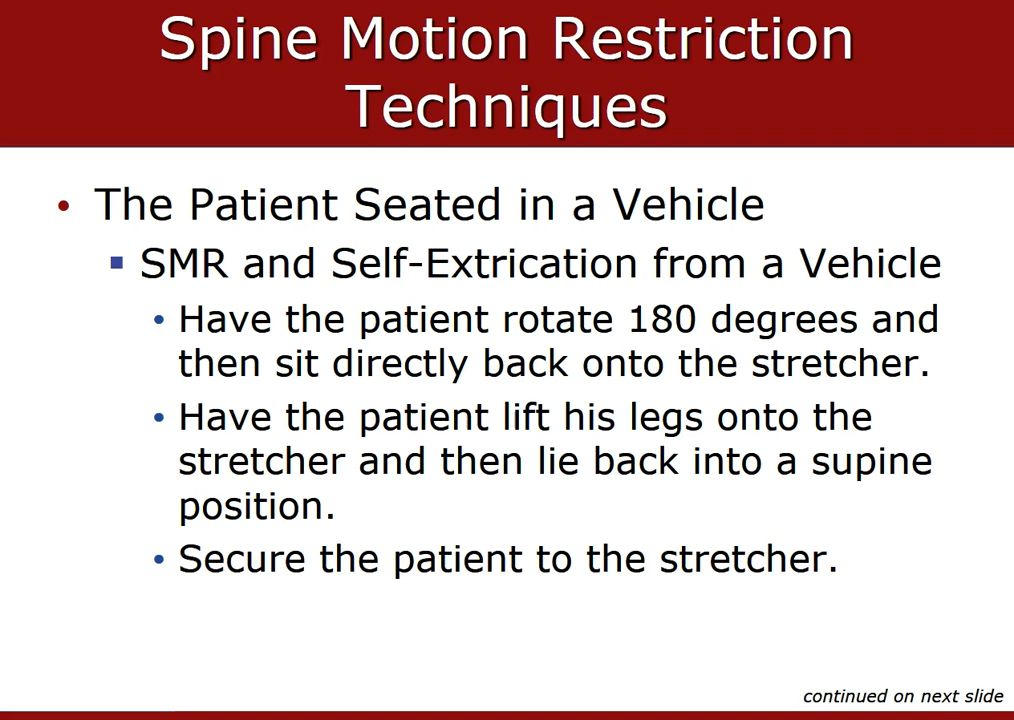 Spine Motion Restriction
Techniques
• The Patient Seated in a Vehicle
▪ SMR and Self-Extrication from a Vehicle
• Have the patient rotate 180 degrees and
then sit directly back onto the stretcher.
• Have the patient lift his legs onto the
stretcher and then lie back into a supine
position.
• Secure the patient to the stretcher.
continued on next slide